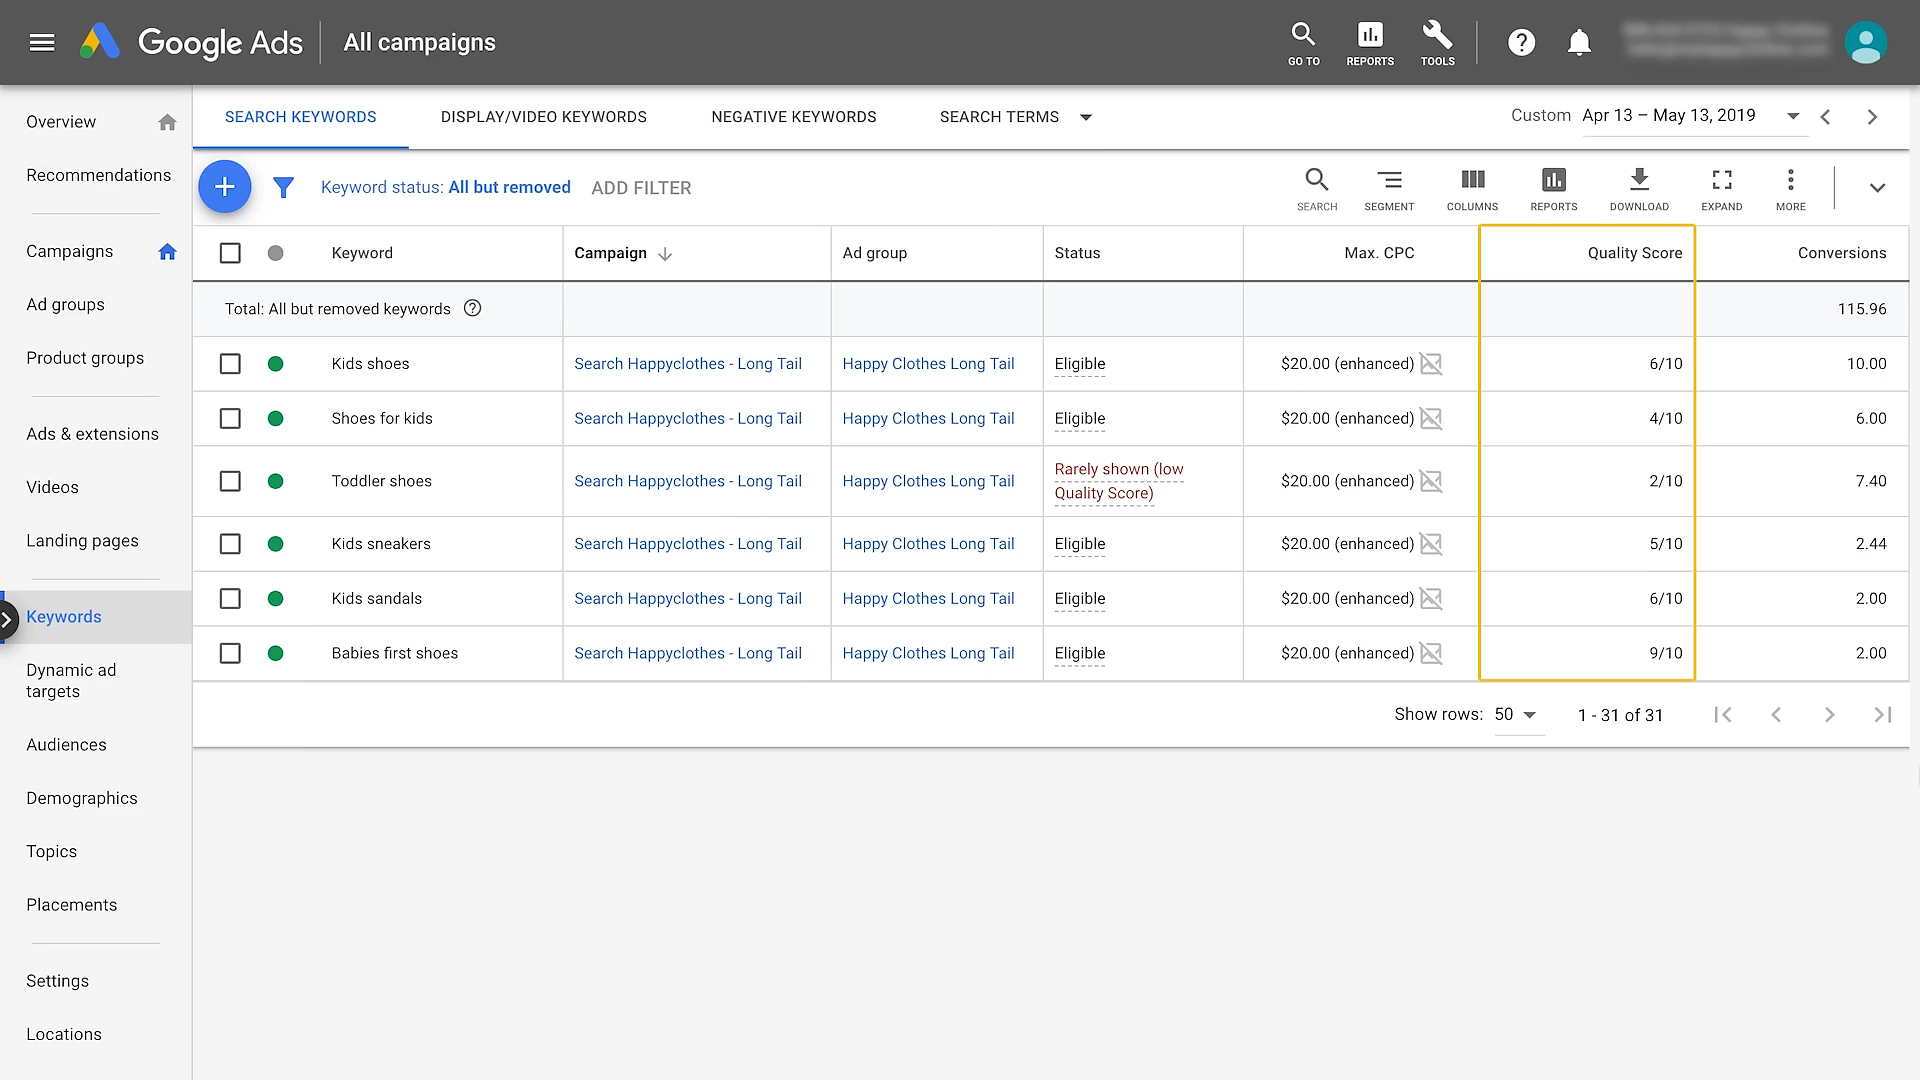 Google Ads
All campaigns
GO TO
REPORTS
TOOLS
Overview
Recommendations
Campaigns
Ad groups
Product groups
Ads & extensions
Videos
Landing pages
Keywords
Dynamic ad
targets
Audiences
Demographics
Topics
Placements
Settings
Locations
SEARCH KEYWORDS
DISPLAY/VIDEO KEYWORDS
NEGATIVE KEYWORDS
SEARCH TERMS
Custom Apr 13 – May 13, 2019
Keyword status: All but removed
ADD FILTER
SEARCH
SEGMENT
COLUMNS
REPORTS
DOWNLOAD
EXPAND
MORE
Keyword Campaign Ad group Status Max. CPC Quality Score Conversions
Total: All but removed keywords 115.96
Kids shoes Search Happyclothes - Long Tail Happy Clothes Long Tail Eligible $20.00 (enhanced) 6/10 10.00
Shoes for kids Search Happyclothes - Long Tail Happy Clothes Long Tail Eligible $20.00 (enhanced) 4/10 6.00
Toddler shoes Search Happyclothes - Long Tail Happy Clothes Long Tail Rarely shown (low
Quality Score) $20.00 (enhanced) 2/10 7.40
Kids sneakers Search Happyclothes - Long Tail Happy Clothes Long Tail Eligible $20.00 (enhanced) 5/10 2.44
Kids sandals Search Happyclothes - Long Tail Happy Clothes Long Tail Eligible $20.00 (enhanced) 6/10 2.00
Babies first shoes Search Happyclothes - Long Tail Happy Clothes Long Tail Eligible $20.00 (enhanced) 9/10 2.00
Show rows: 50 1 - 31 of 31